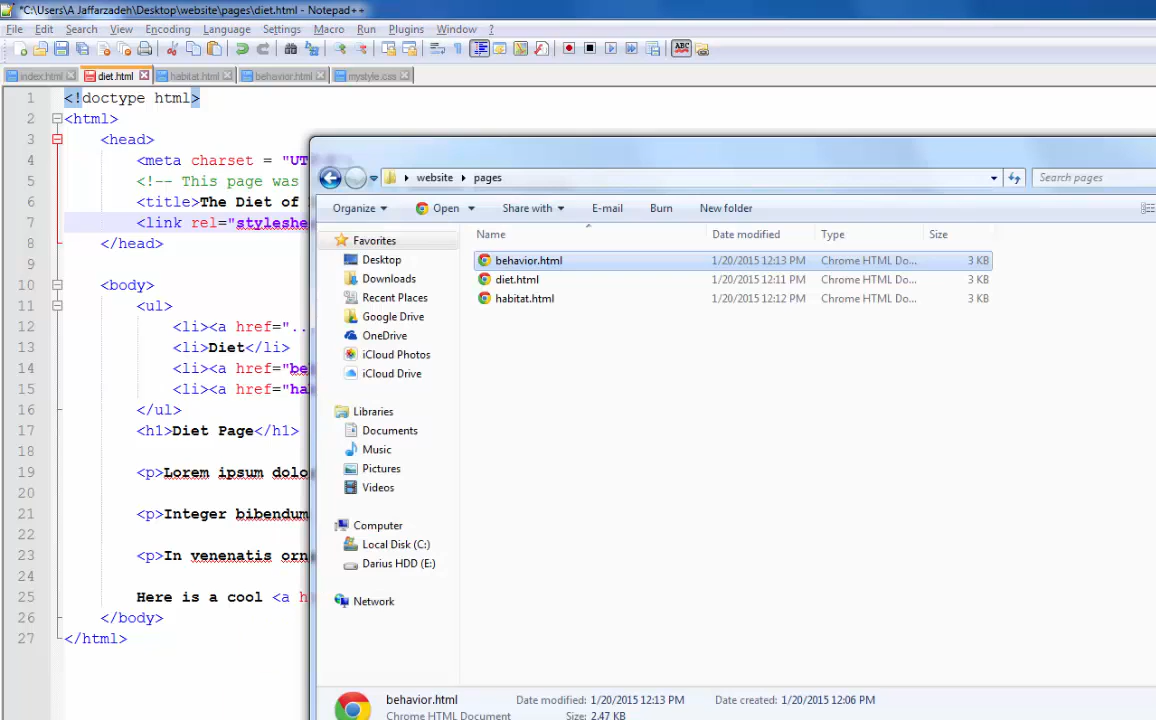 *C:\Users\A Jaffarzadeh\Desktop\website\pages\diet.html - Notepad++
File Edit Search View Encoding Language Settings Macro Run Plugins Window ?
index.html diet.html habitat.html behavior.html mystyle.css
1 <!doctype html>
2 <html>
3 <head>
4 <meta charset = "UT
5 <!-- This page was
6 <title>The Diet of
7 <link rel="styleshe
8 </head>
9
10 <body>
11 <ul>
12 <li><a href="..
13 <li>Diet</li>
14 <li><a href="be
15 <li><a href="ha
16 </ul>
17 <h1>Diet Page</h1>
18
19 <p>Lorem ipsum dolo
20
21 <p>Integer bibendum
22
23 <p>In venenatis orn
24
25 Here is a cool <a h
26 </body>
27 </html>
website pages
Search pages
Organize Open Share with E-mail Burn New folder
Name Date modified Type Size
behavior.html 1/20/2015 12:13 PM Chrome HTML Do... 3 KB
diet.html 1/20/2015 12:11 PM Chrome HTML Do... 3 KB
habitat.html 1/20/2015 12:12 PM Chrome HTML Do... 3 KB
Favorites
Desktop
Downloads
Recent Places
Google Drive
OneDrive
iCloud Photos
iCloud Drive
Libraries
Documents
Music
Pictures
Videos
Computer
Local Disk (C:)
Darius HDD (E:)
Network
behavior.html Date modified: 1/20/2015 12:13 PM Date created: 1/20/2015 12:06 PM
Chrome HTML Document Size: 2.47 KB